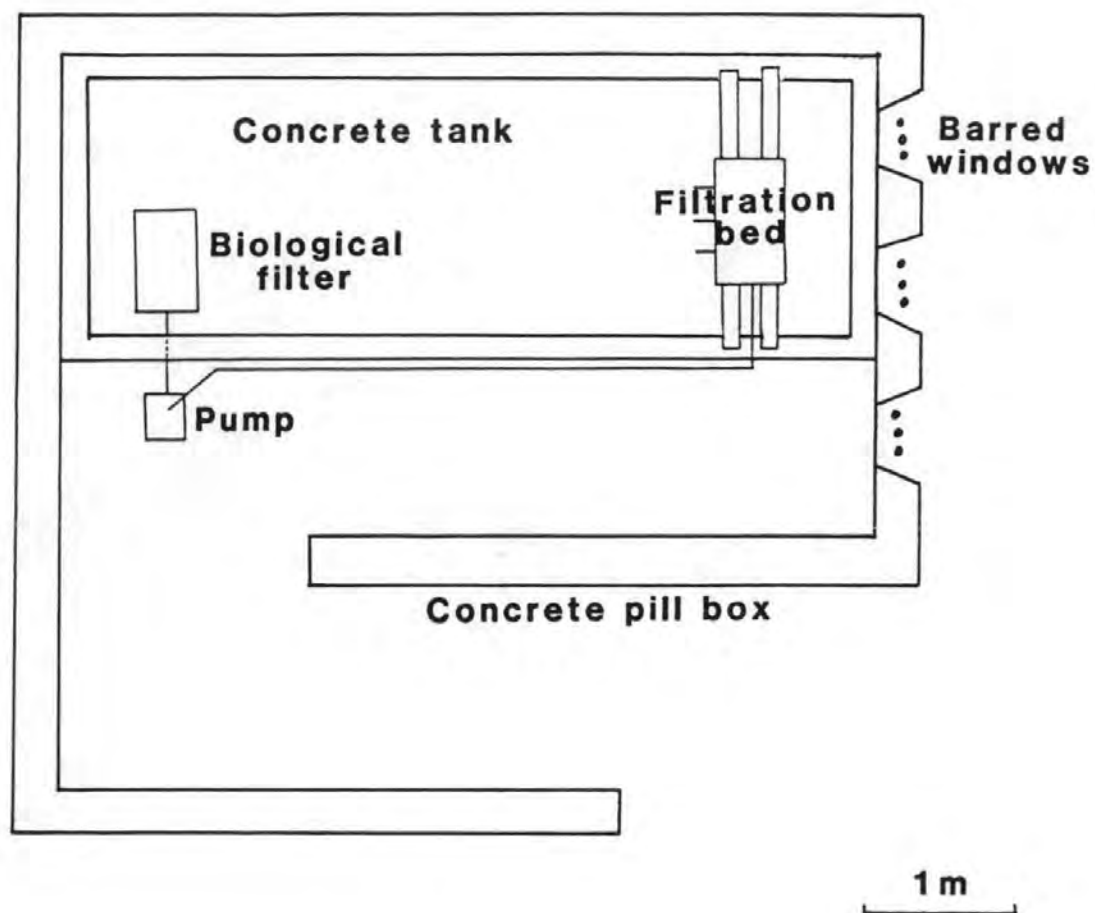 Concrete tank
Barred
windows
Filtration
bed
Biological
filter
Pump
Concrete pill box
1 m